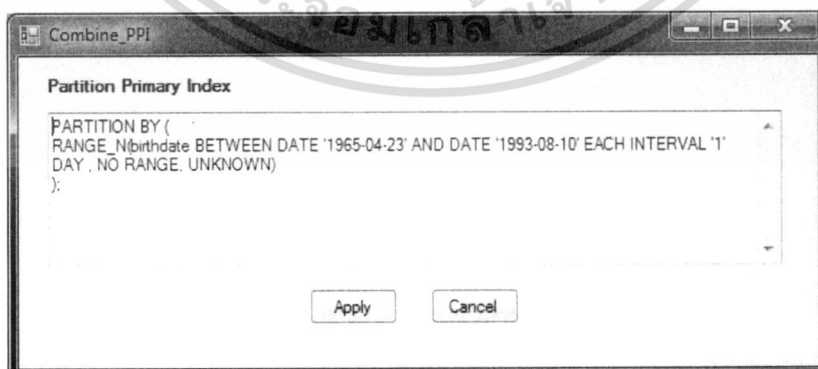 Combine_PPI
Partition Primary Index
PARTITION BY (
RANGE_N(birthdate BETWEEN DATE '1965-04-23' AND DATE '1993-08-10' EACH INTERVAL '1'
DAY , NO RANGE, UNKNOWN)
);
Apply Cancel